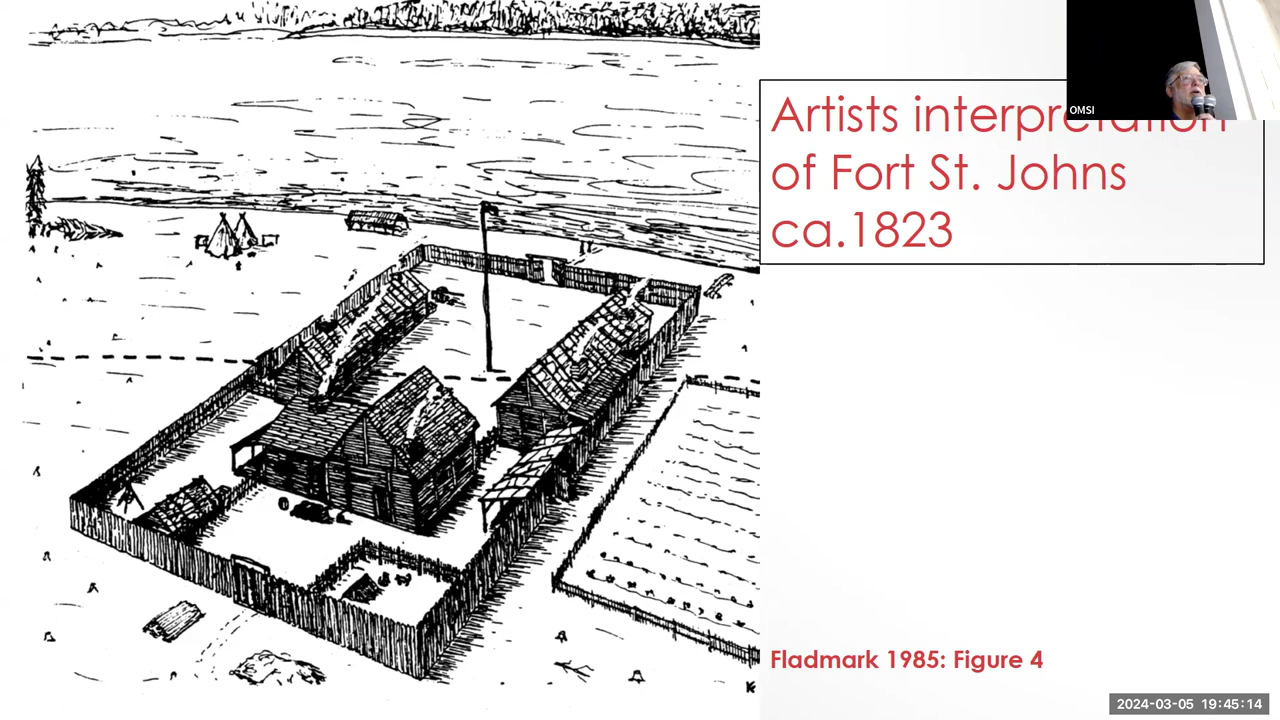 OMSI
Artists interpretation
of Fort St. Johns
ca.1823
Fladmark 1985: Figure 4
2024-03-05 19:45:14